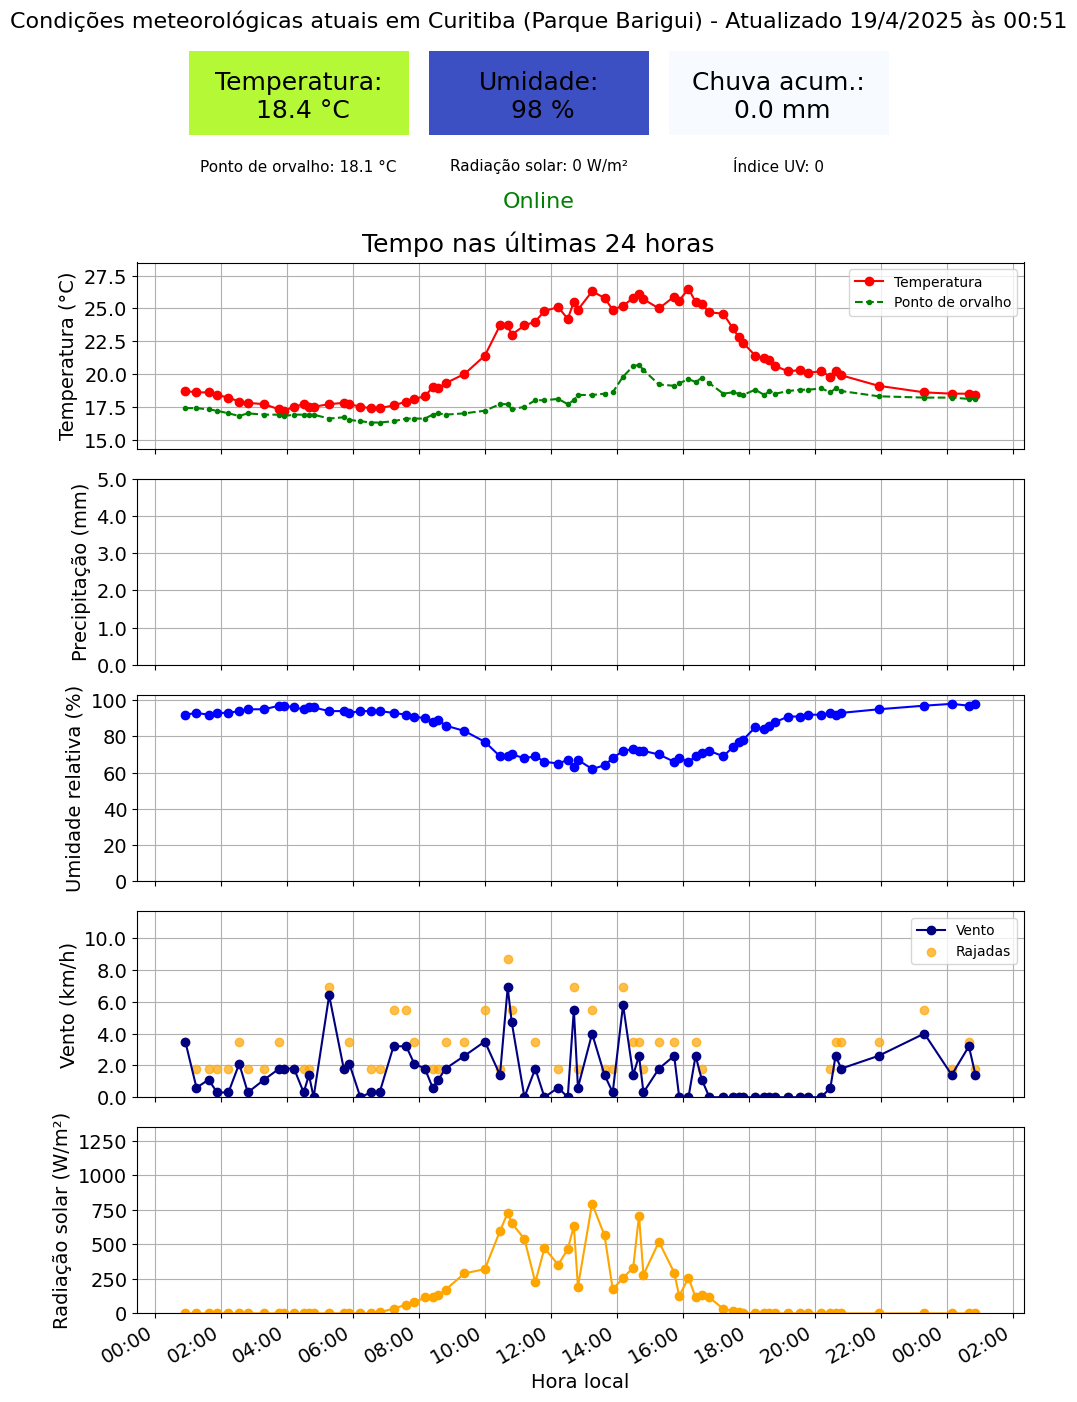 Condições meteorológicas atuais em Curitiba (Parque Barigui) - Atualizado 19/4/2025 às 00:51
Temperatura:
18.4 °C
Umidade:
98 %
Chuva acum.:
0.0 mm
Ponto de orvalho: 18.1 °C
Radiação solar: 0 W/m²
Índice UV: 0
Online
Tempo nas últimas 24 horas
Temperatura (°C)
27.5
25.0
22.5
20.0
17.5
15.0
Temperatura
Ponto de orvalho
Precipitação (mm)
5.0
4.0
3.0
2.0
1.0
0.0
Umidade relativa (%)
100
80
60
40
20
0
Vento (km/h)
10.0
8.0
6.0
4.0
2.0
0.0
Vento
Rajadas
Radiação solar (W/m²)
1250
1000
750
500
250
0
00:00
02:00
04:00
06:00
08:00
10:00
12:00
14:00
16:00
18:00
20:00
22:00
00:00
02:00
Hora local